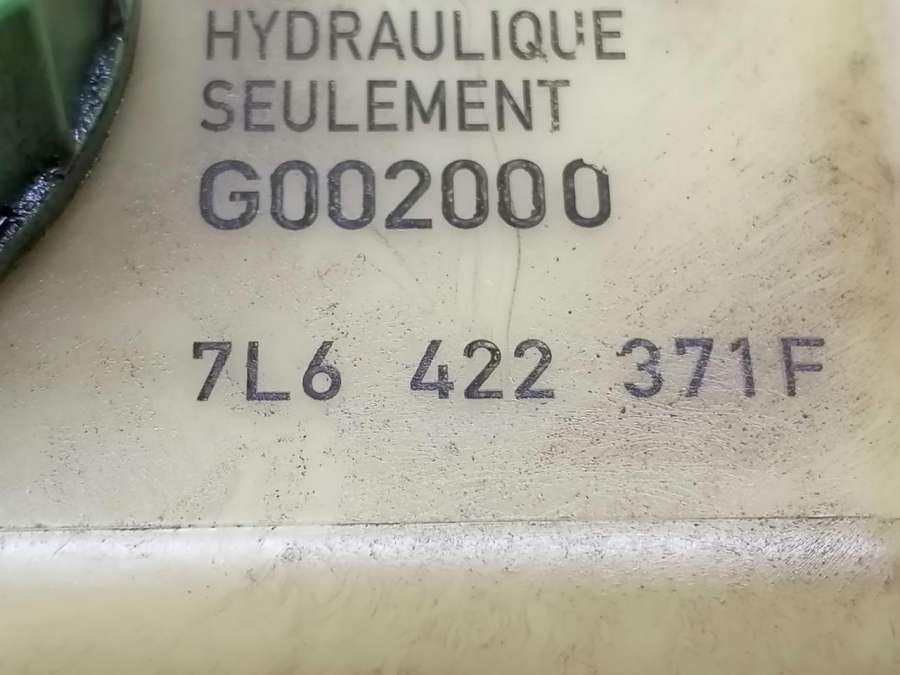 HYDRAULIQUE
SEULEMENT
G002000
7L6 422 371F